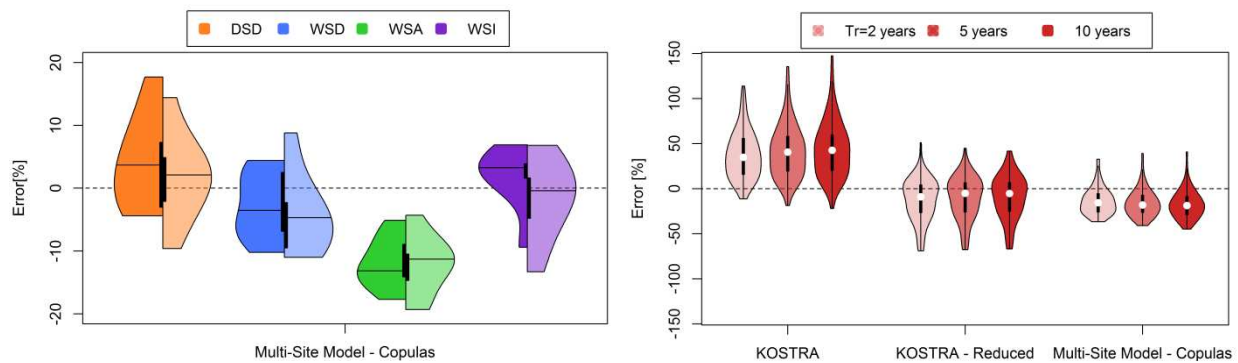 DSD WSD WSA WSI
Error[%]
20
10
0
-10
-20
Multi-Site Model - Copulas
Tr=2 years 5 years 10 years
Error [%]
150
100
50
0
-50
-100
-150
KOSTRA KOSTRA - Reduced Multi-Site Model - Copulas